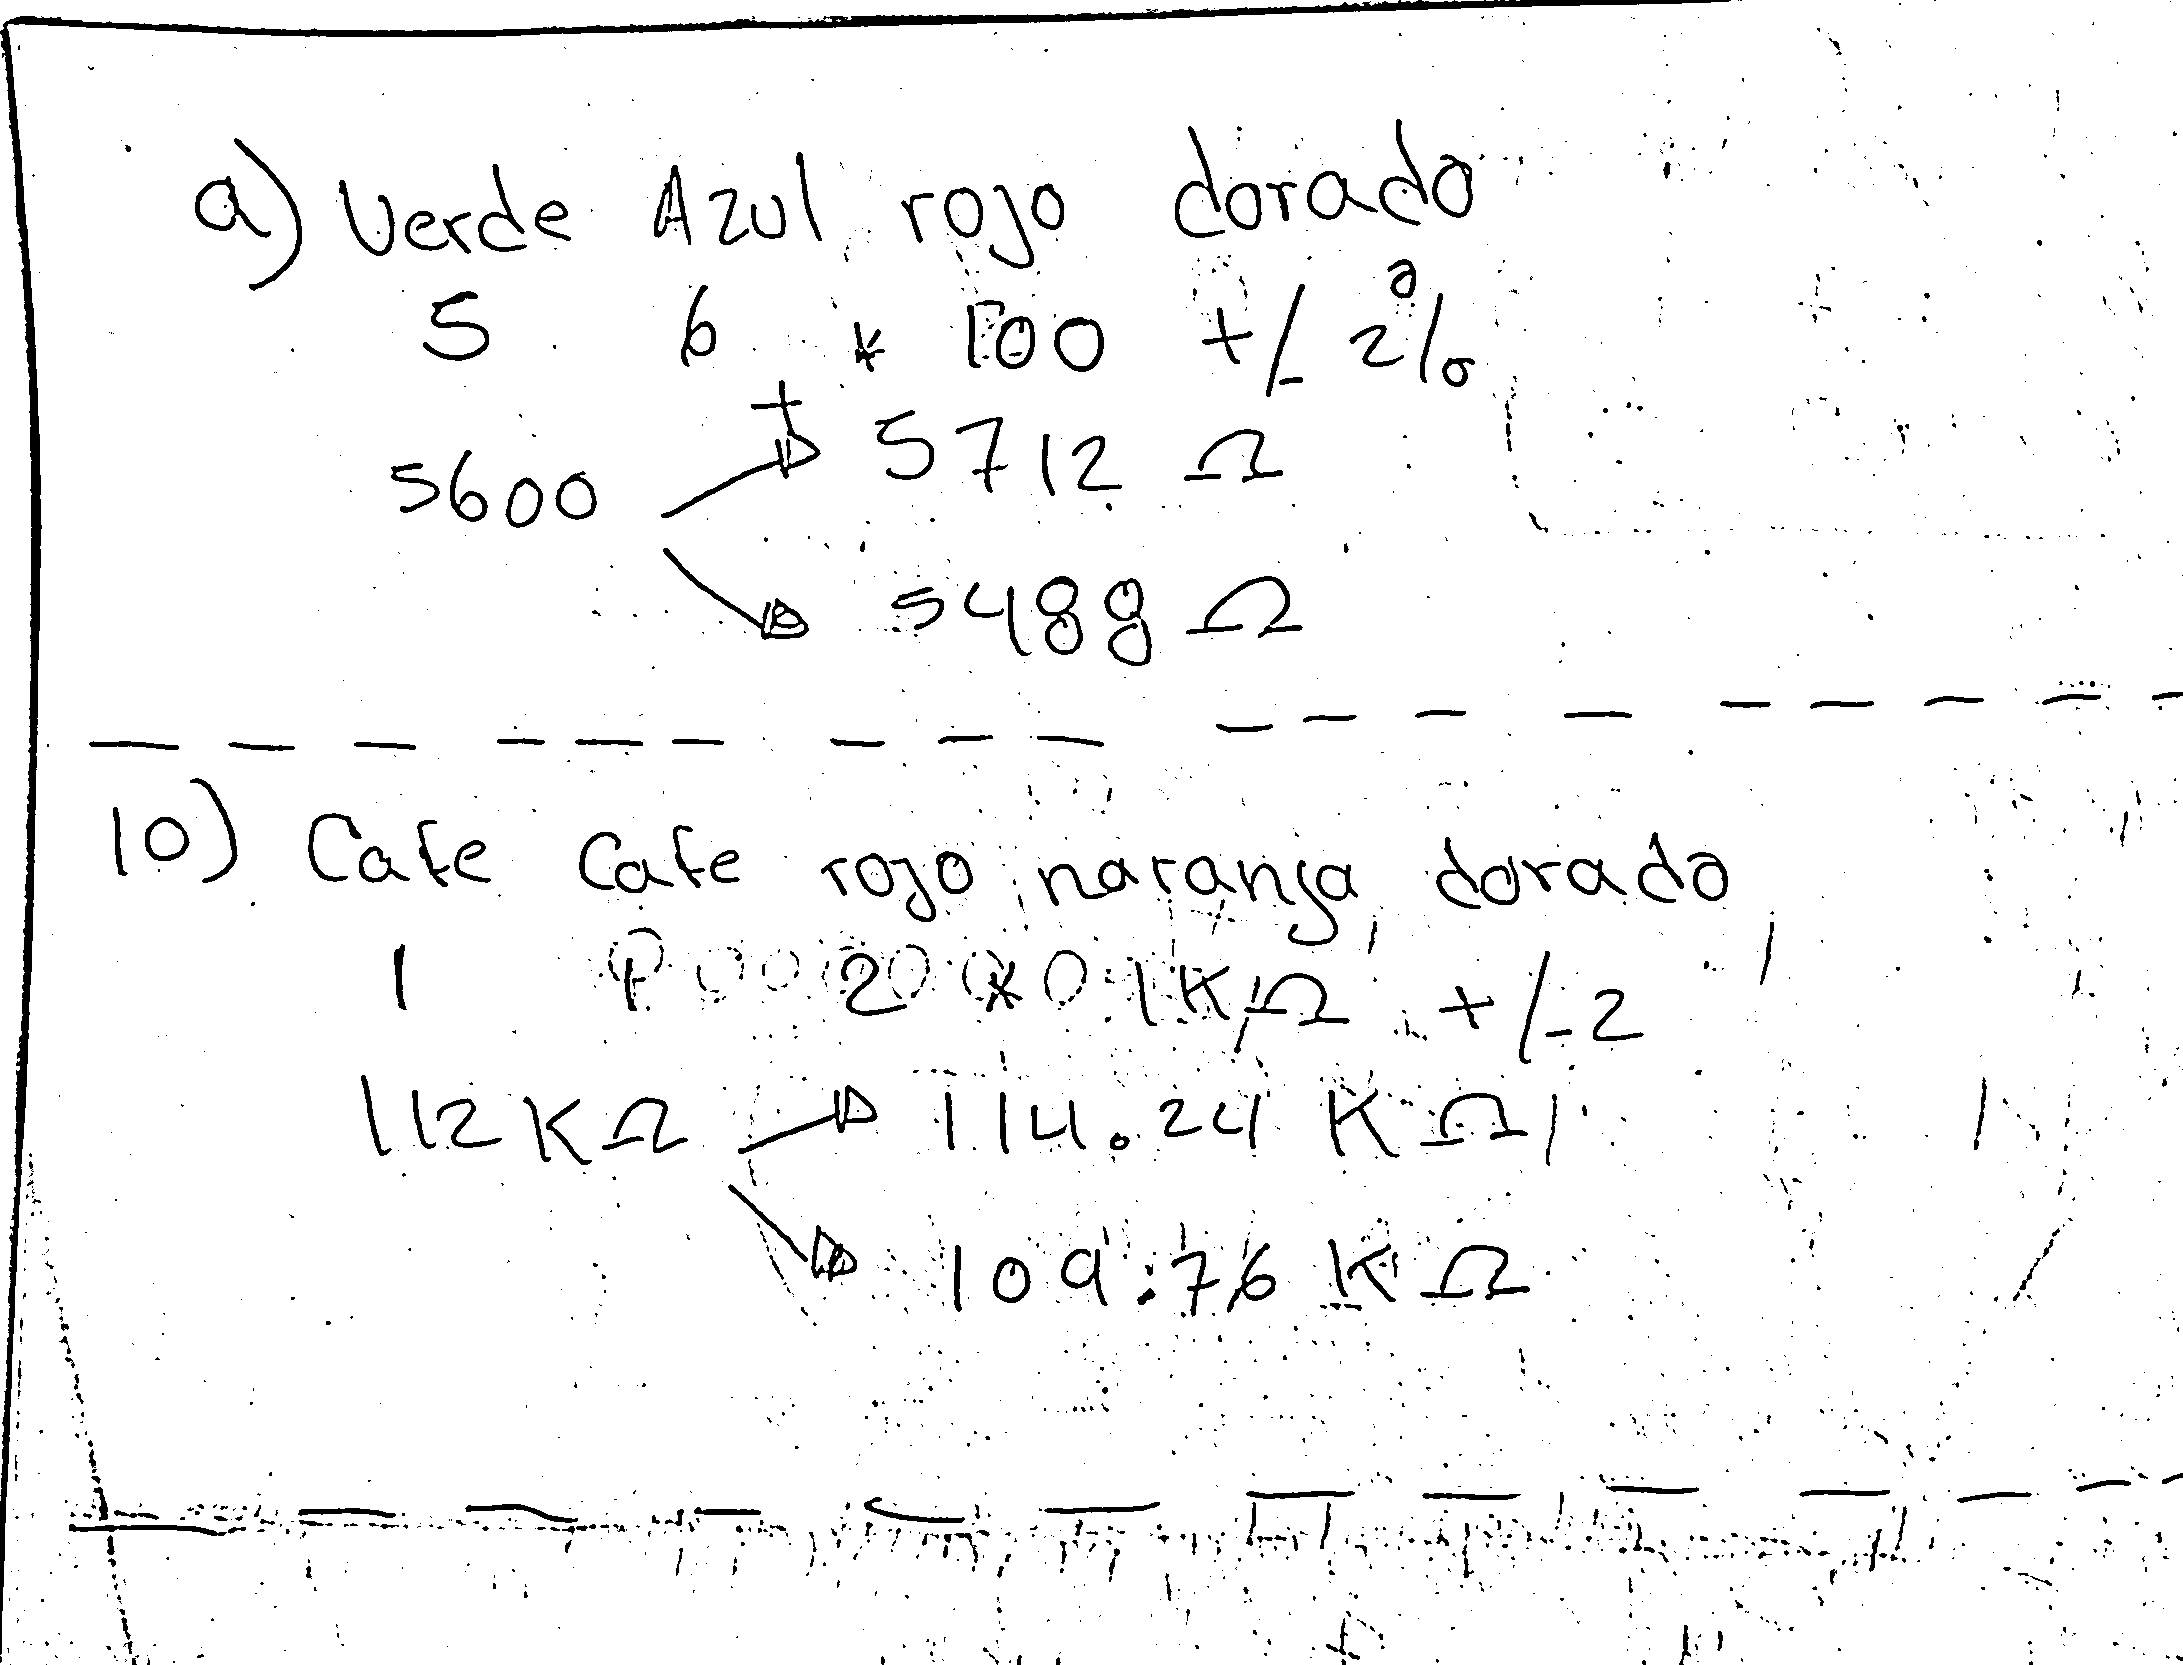 a) Verde Azul rojo dorado
5 6 * 100 +/- 2%
5600 + 5712 Ω
5488 Ω
10) Cafe Cafe rojo naranja dorado
1 1 2 * 1KΩ +/-2
112KΩ 114.24 KΩ
109.76 KΩ